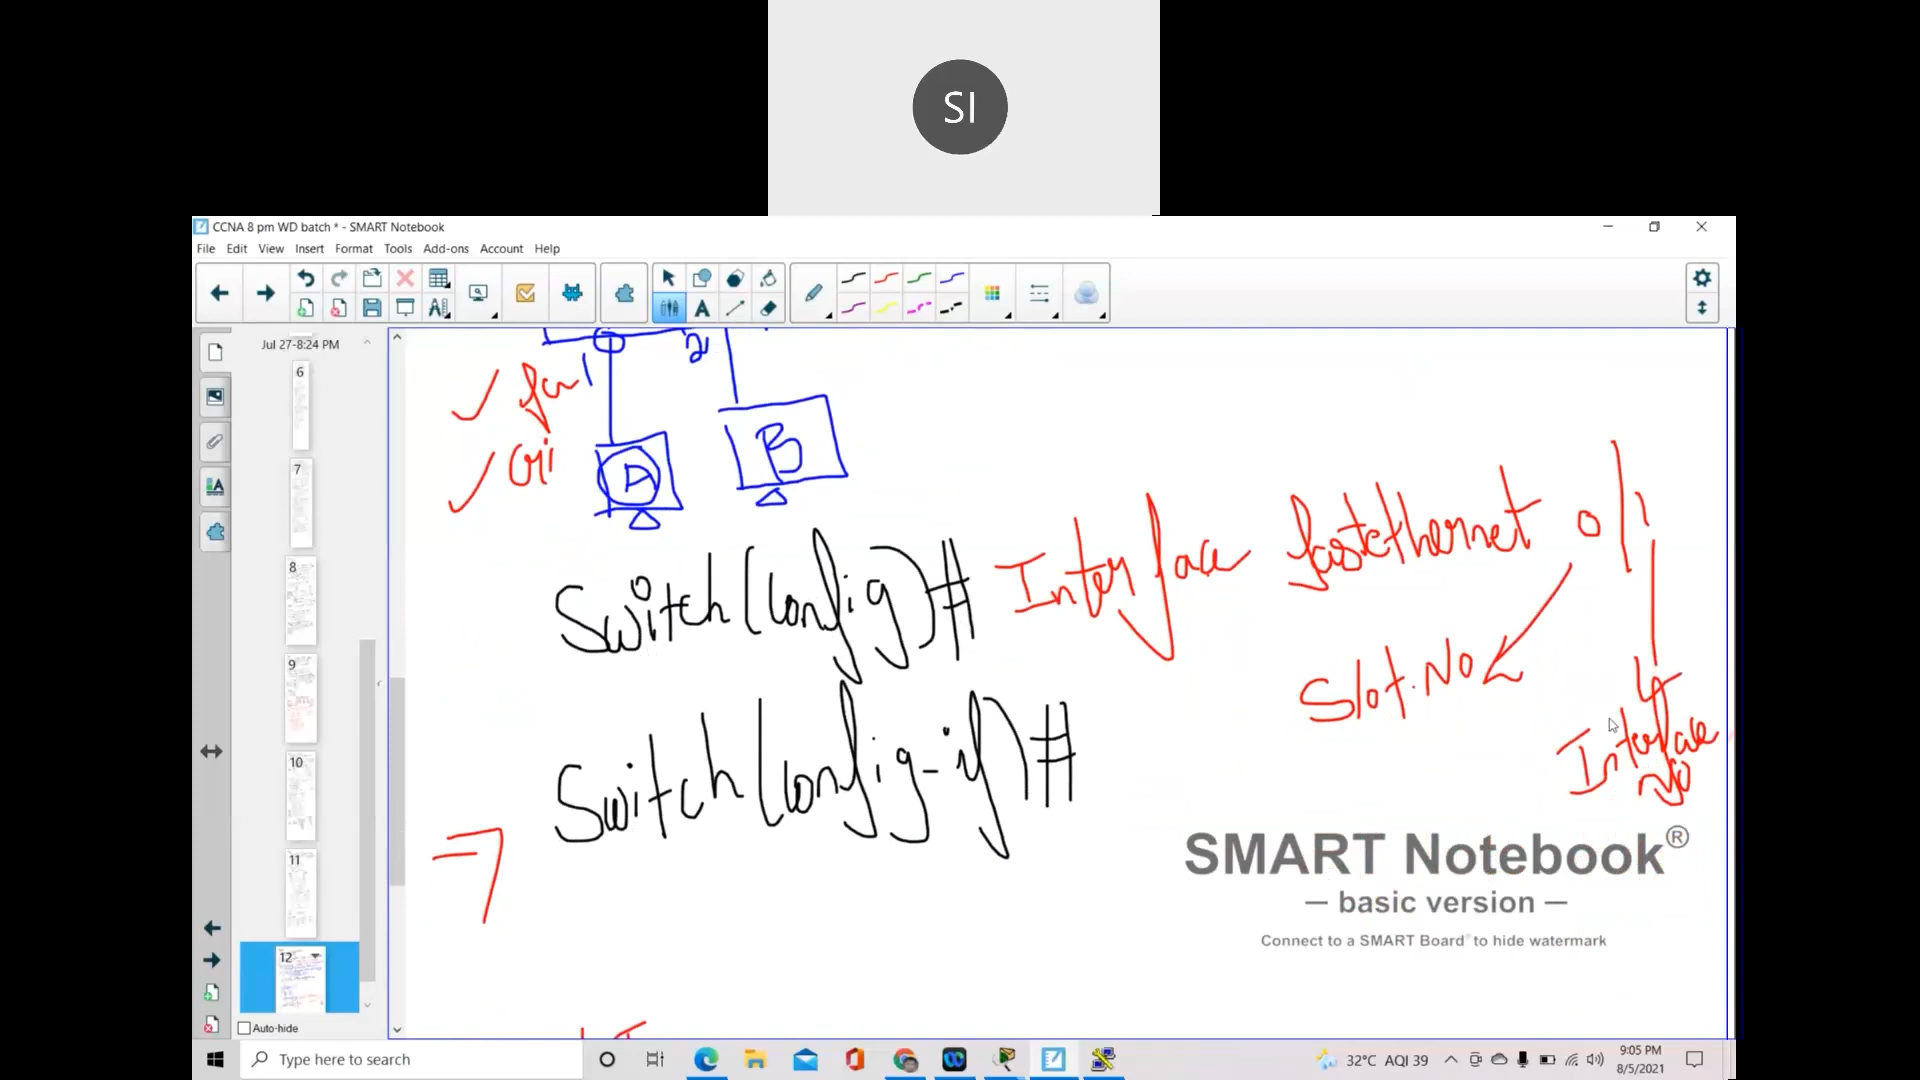 SI
CCNA 8 pm WD batch * - SMART Notebook
File Edit View Insert Format Tools Add-ons Account Help
Jul 27-8:24 PM
6
7
8
9
10
11
12
Auto-hide
1 2
fa
Gi
A B
Switch(config)# Interface fastethernet 0/1
Slot.No
Interface
no
Switch(config-if)#
SMART Notebook®
— basic version —
Connect to a SMART Board® to hide watermark
Type here to search
32°C AQI 39
9:05 PM
8/5/2021